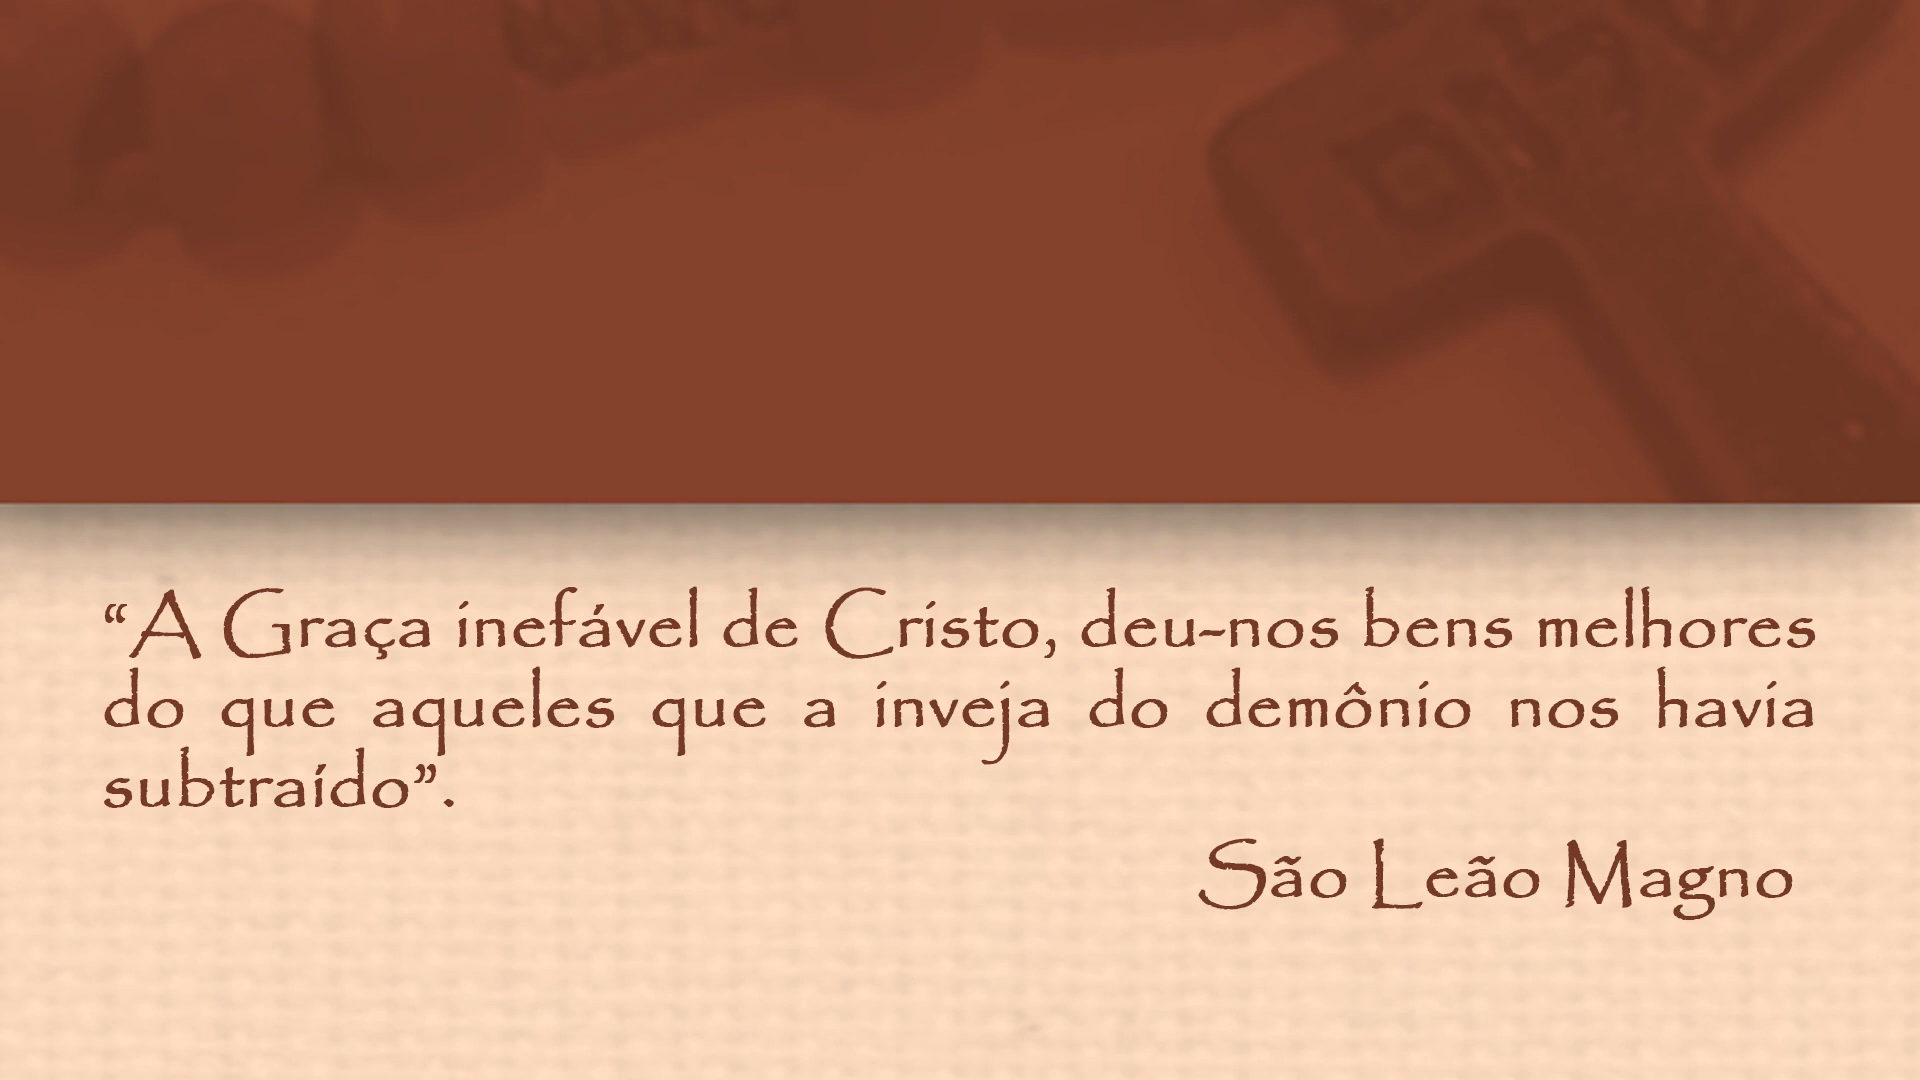 “A Graça inefável de Cristo, deu-nos bens melhores
do que aqueles que a inveja do demônio nos havia
subtraído”.
São Leão Magno